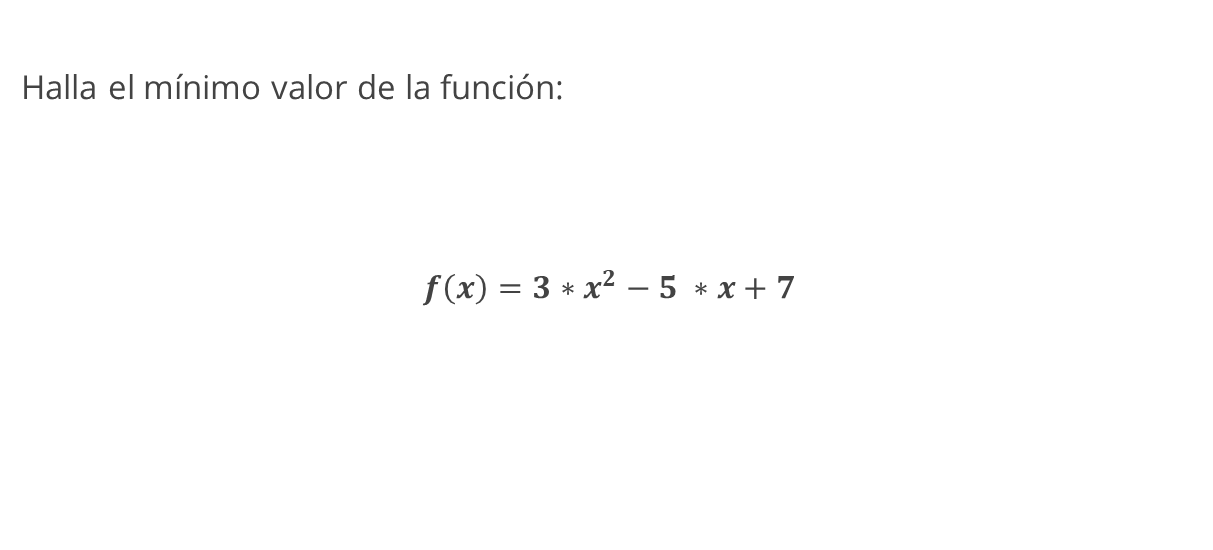 Halla el mínimo valor de la función:
f(x) = 3 * x² − 5 * x + 7